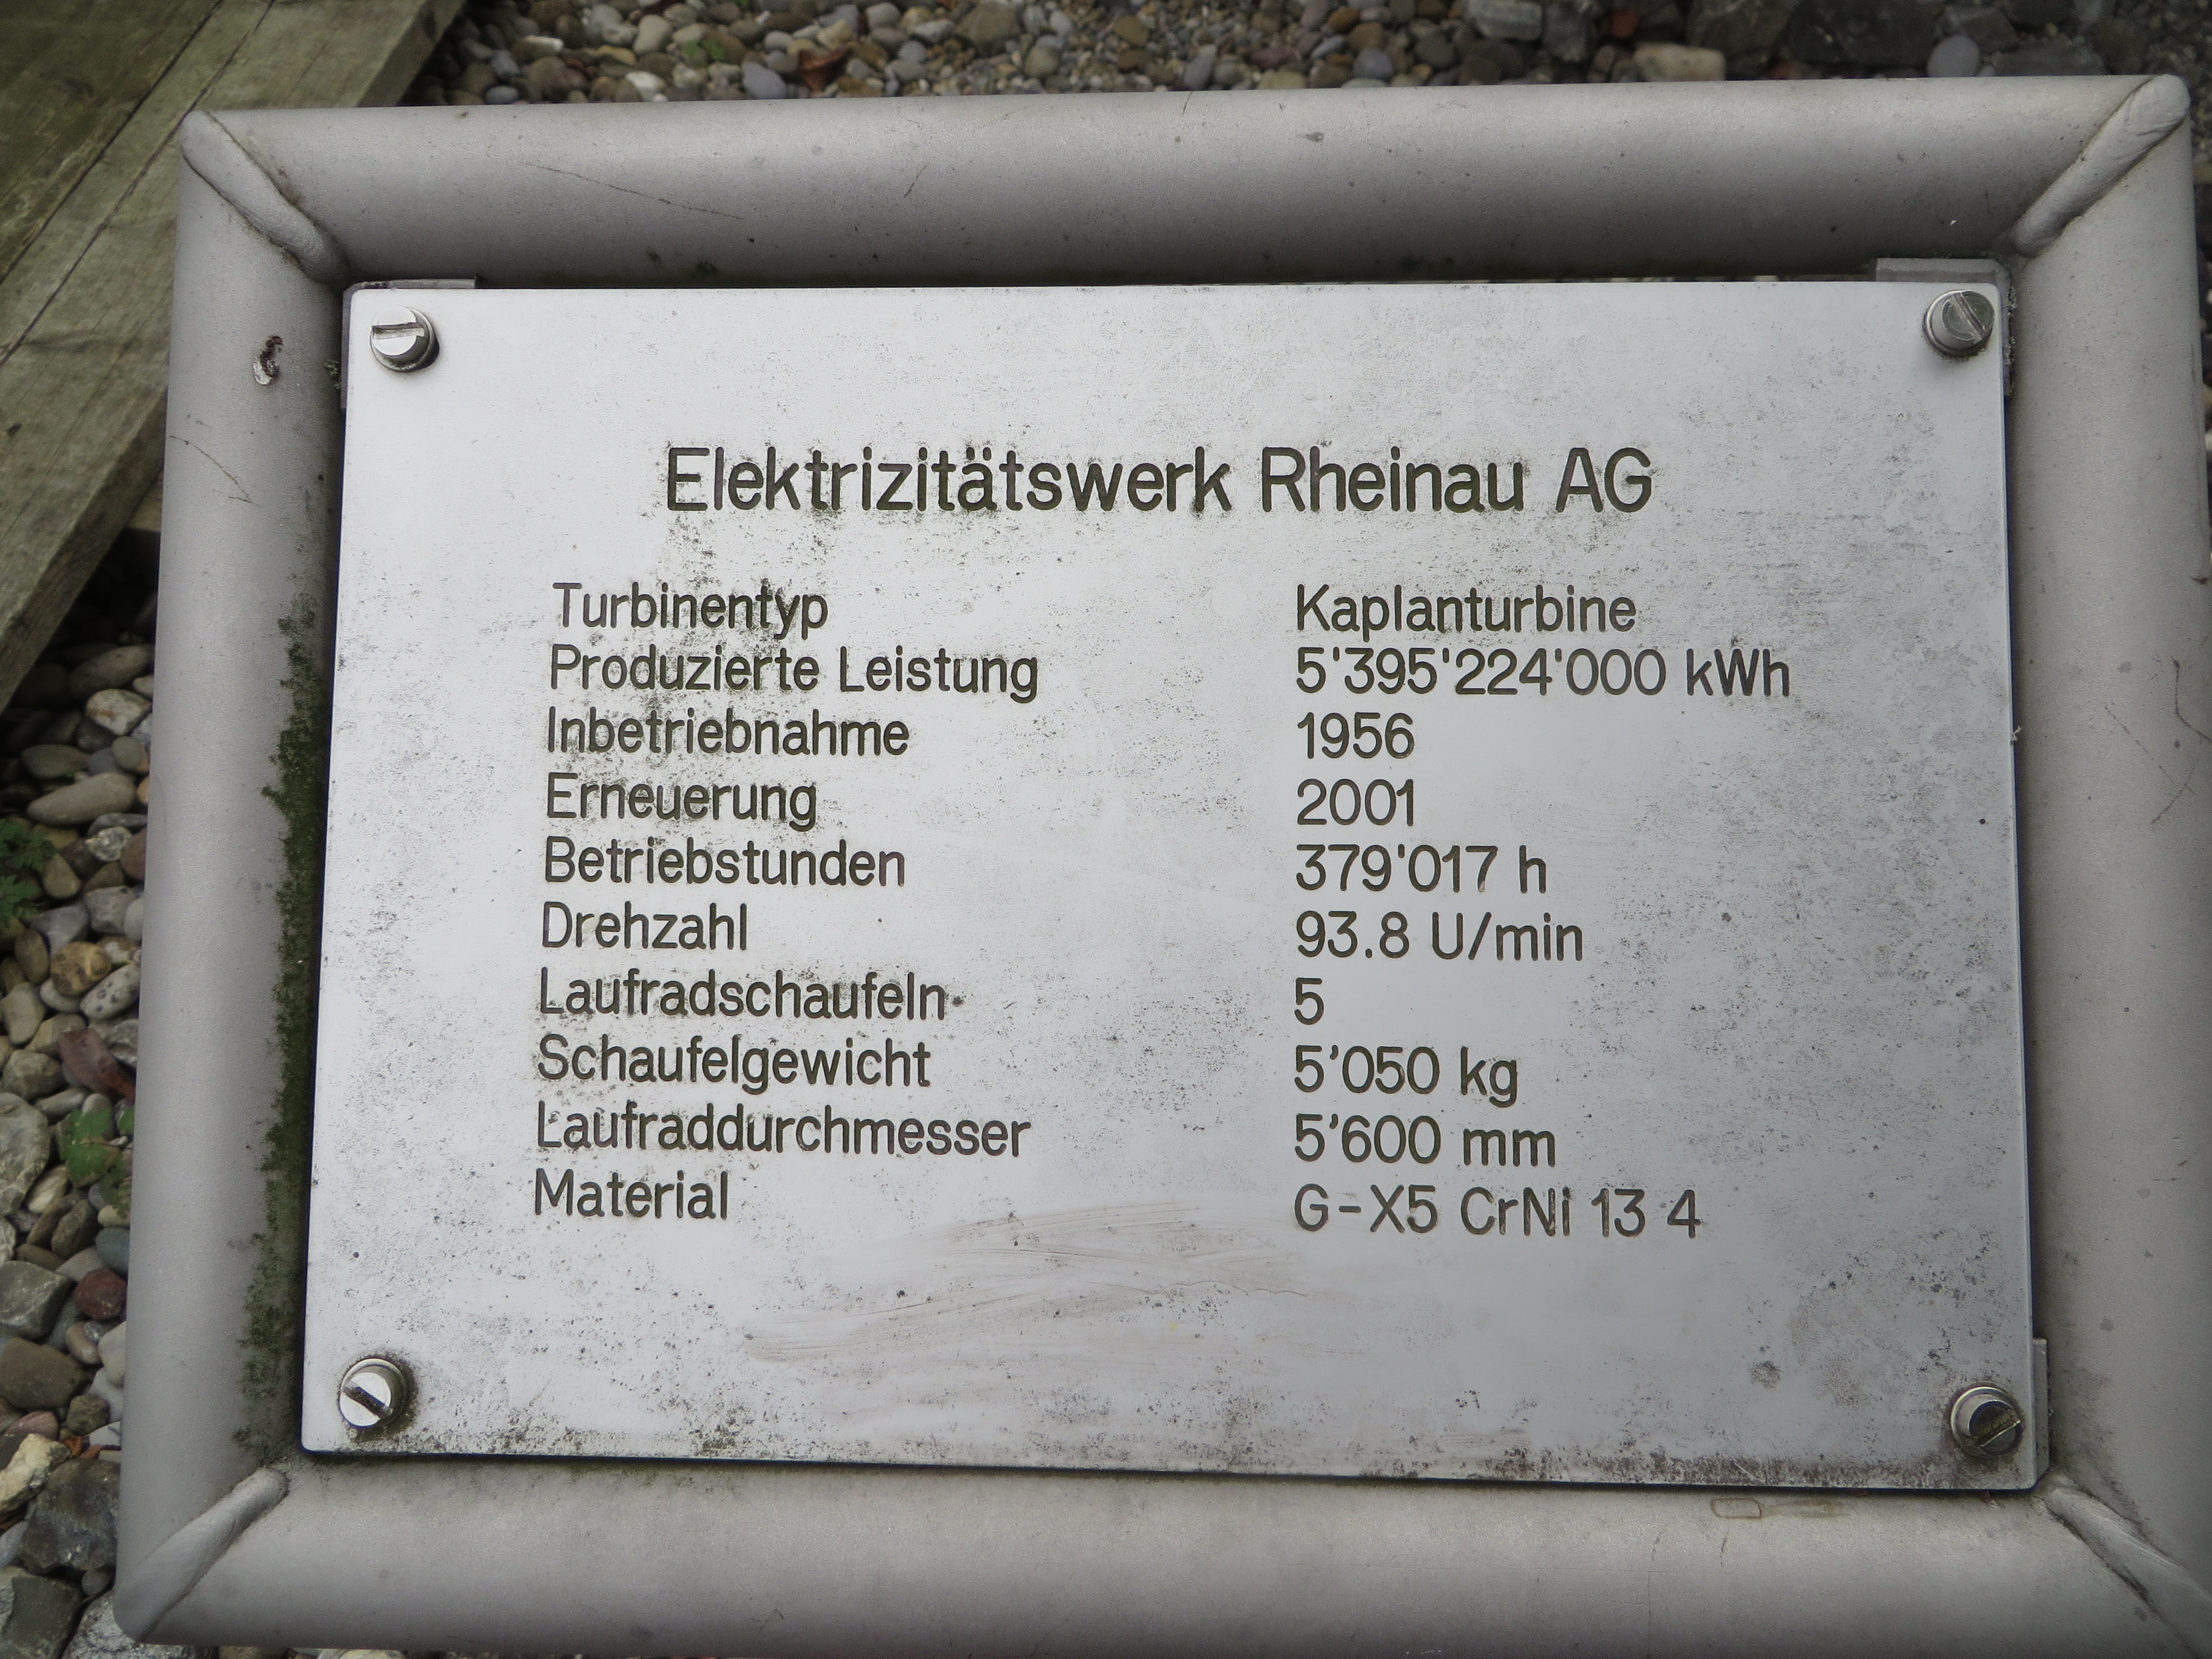 Elektrizitätswerk Rheinau AG
Turbinentyp Kaplanturbine
Produzierte Leistung 5'395'224'000 kWh
Inbetriebnahme 1956
Erneuerung 2001
Betriebstunden 379'017 h
Drehzahl 93.8 U/min
Laufradschaufeln 5
Schaufelgewicht 5'050 kg
Laufraddurchmesser 5'600 mm
Material G-X5 CrNi 13 4